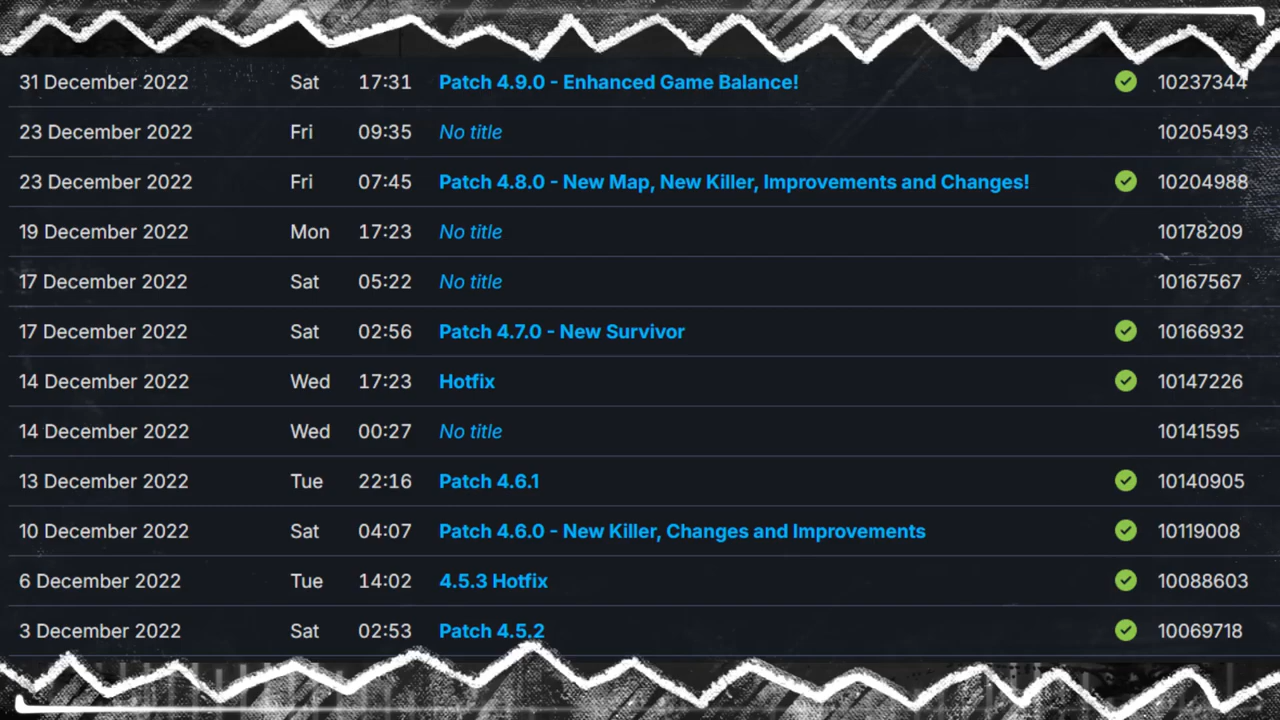 31 December 2022 Sat 17:31 Patch 4.9.0 - Enhanced Game Balance! 10237344
23 December 2022 Fri 09:35 No title 10205493
23 December 2022 Fri 07:45 Patch 4.8.0 - New Map, New Killer, Improvements and Changes! 10204988
19 December 2022 Mon 17:23 No title 10178209
17 December 2022 Sat 05:22 No title 10167567
17 December 2022 Sat 02:56 Patch 4.7.0 - New Survivor 10166932
14 December 2022 Wed 17:23 Hotfix 10147226
14 December 2022 Wed 00:27 No title 10141595
13 December 2022 Tue 22:16 Patch 4.6.1 10140905
10 December 2022 Sat 04:07 Patch 4.6.0 - New Killer, Changes and Improvements 10119008
6 December 2022 Tue 14:02 4.5.3 Hotfix 10088603
3 December 2022 Sat 02:53 Patch 4.5.2 10069718